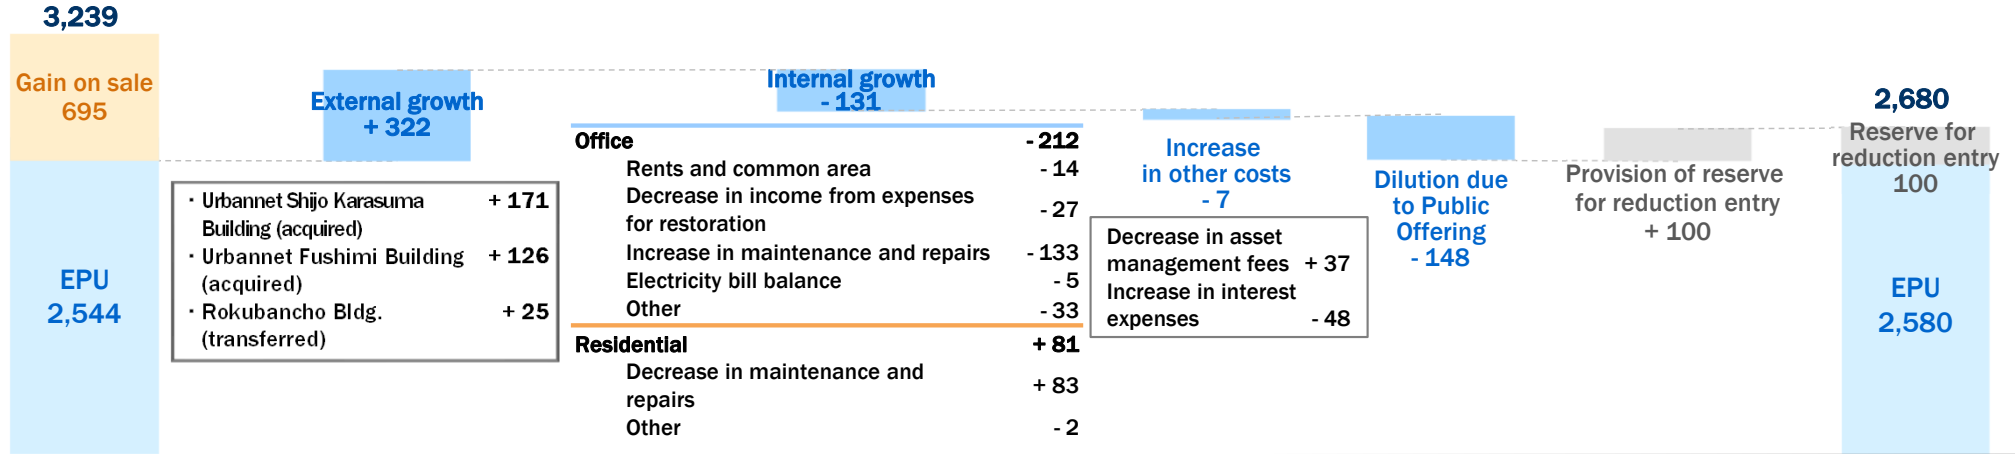 3,239
Gain on sale
695
EPU
2,544
External growth
+ 322
・Urbannet Shijo Karasuma + 171
Building (acquired)
・Urbannet Fushimi Building + 126
(acquired)
・Rokubancho Bldg. + 25
(transferred)
Internal growth
- 131
Office - 212
Rents and common area - 14
Decrease in income from expenses
for restoration - 27
Increase in maintenance and repairs - 133
Electricity bill balance - 5
Other - 33
Residential + 81
Decrease in maintenance and
repairs + 83
Other - 2
Increase
in other costs
- 7
Decrease in asset
management fees + 37
Increase in interest
expenses - 48
Dilution due
to Public
Offering
- 148
Provision of reserve
for reduction entry
+ 100
2,680
Reserve for
reduction entry
100
EPU
2,580